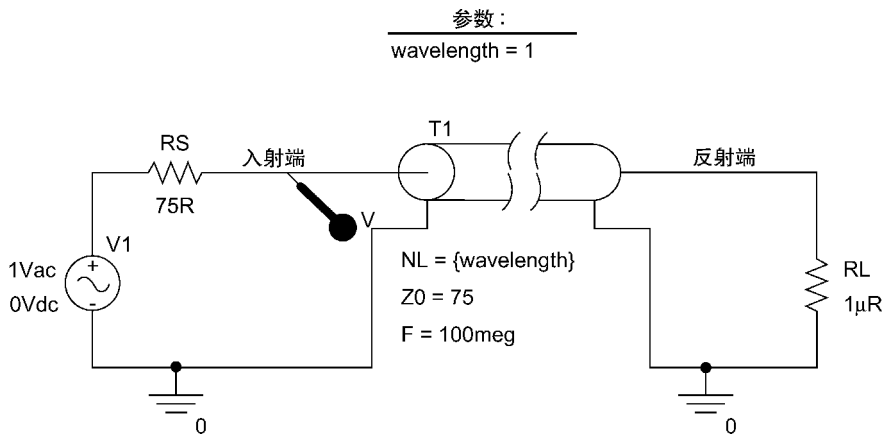 参数：
wavelength = 1
T1
RS
入射端
反射端
75R
V
V1
1Vac
0Vdc
+
-
NL = {wavelength}
Z0 = 75
F = 100meg
RL
1μR
0
0